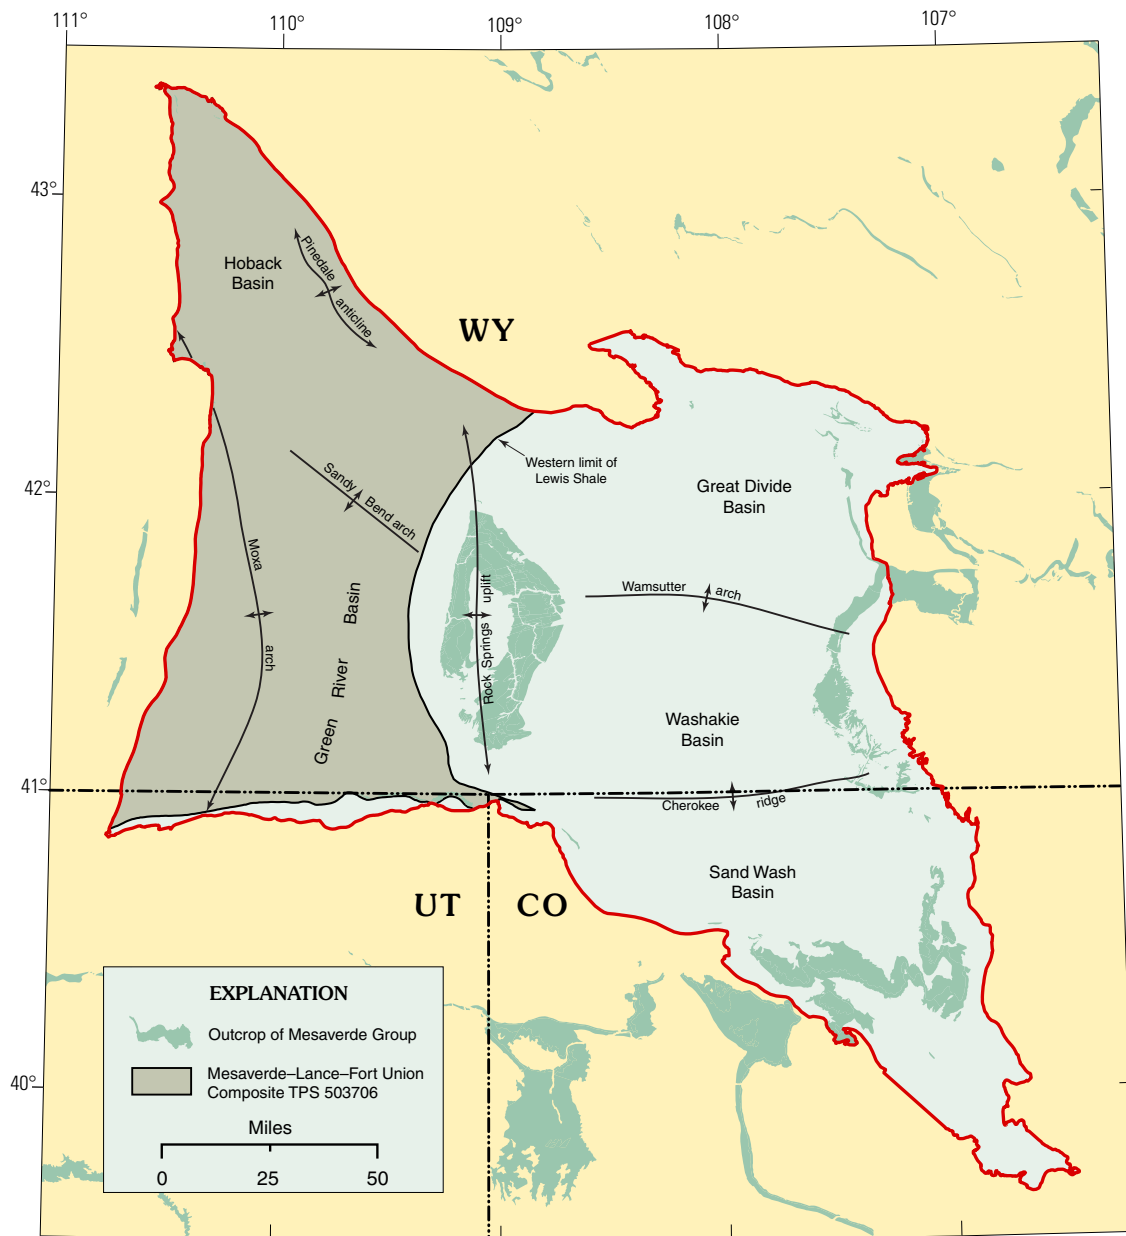 111°
110°
109°
108°
107°
43°
42°
41°
40°
Hoback
Basin
Pinedale
anticline
WY
Western limit of
Lewis Shale
Great Divide
Basin
Sandy Bend arch
Moxa
arch
Green River Basin
Rock Springs uplift
Wamsutter arch
Washakie
Basin
Cherokee ridge
Sand Wash
Basin
UT
CO
EXPLANATION
Outcrop of Mesaverde Group
Mesaverde–Lance–Fort Union
Composite TPS 503706
Miles
0 25 50